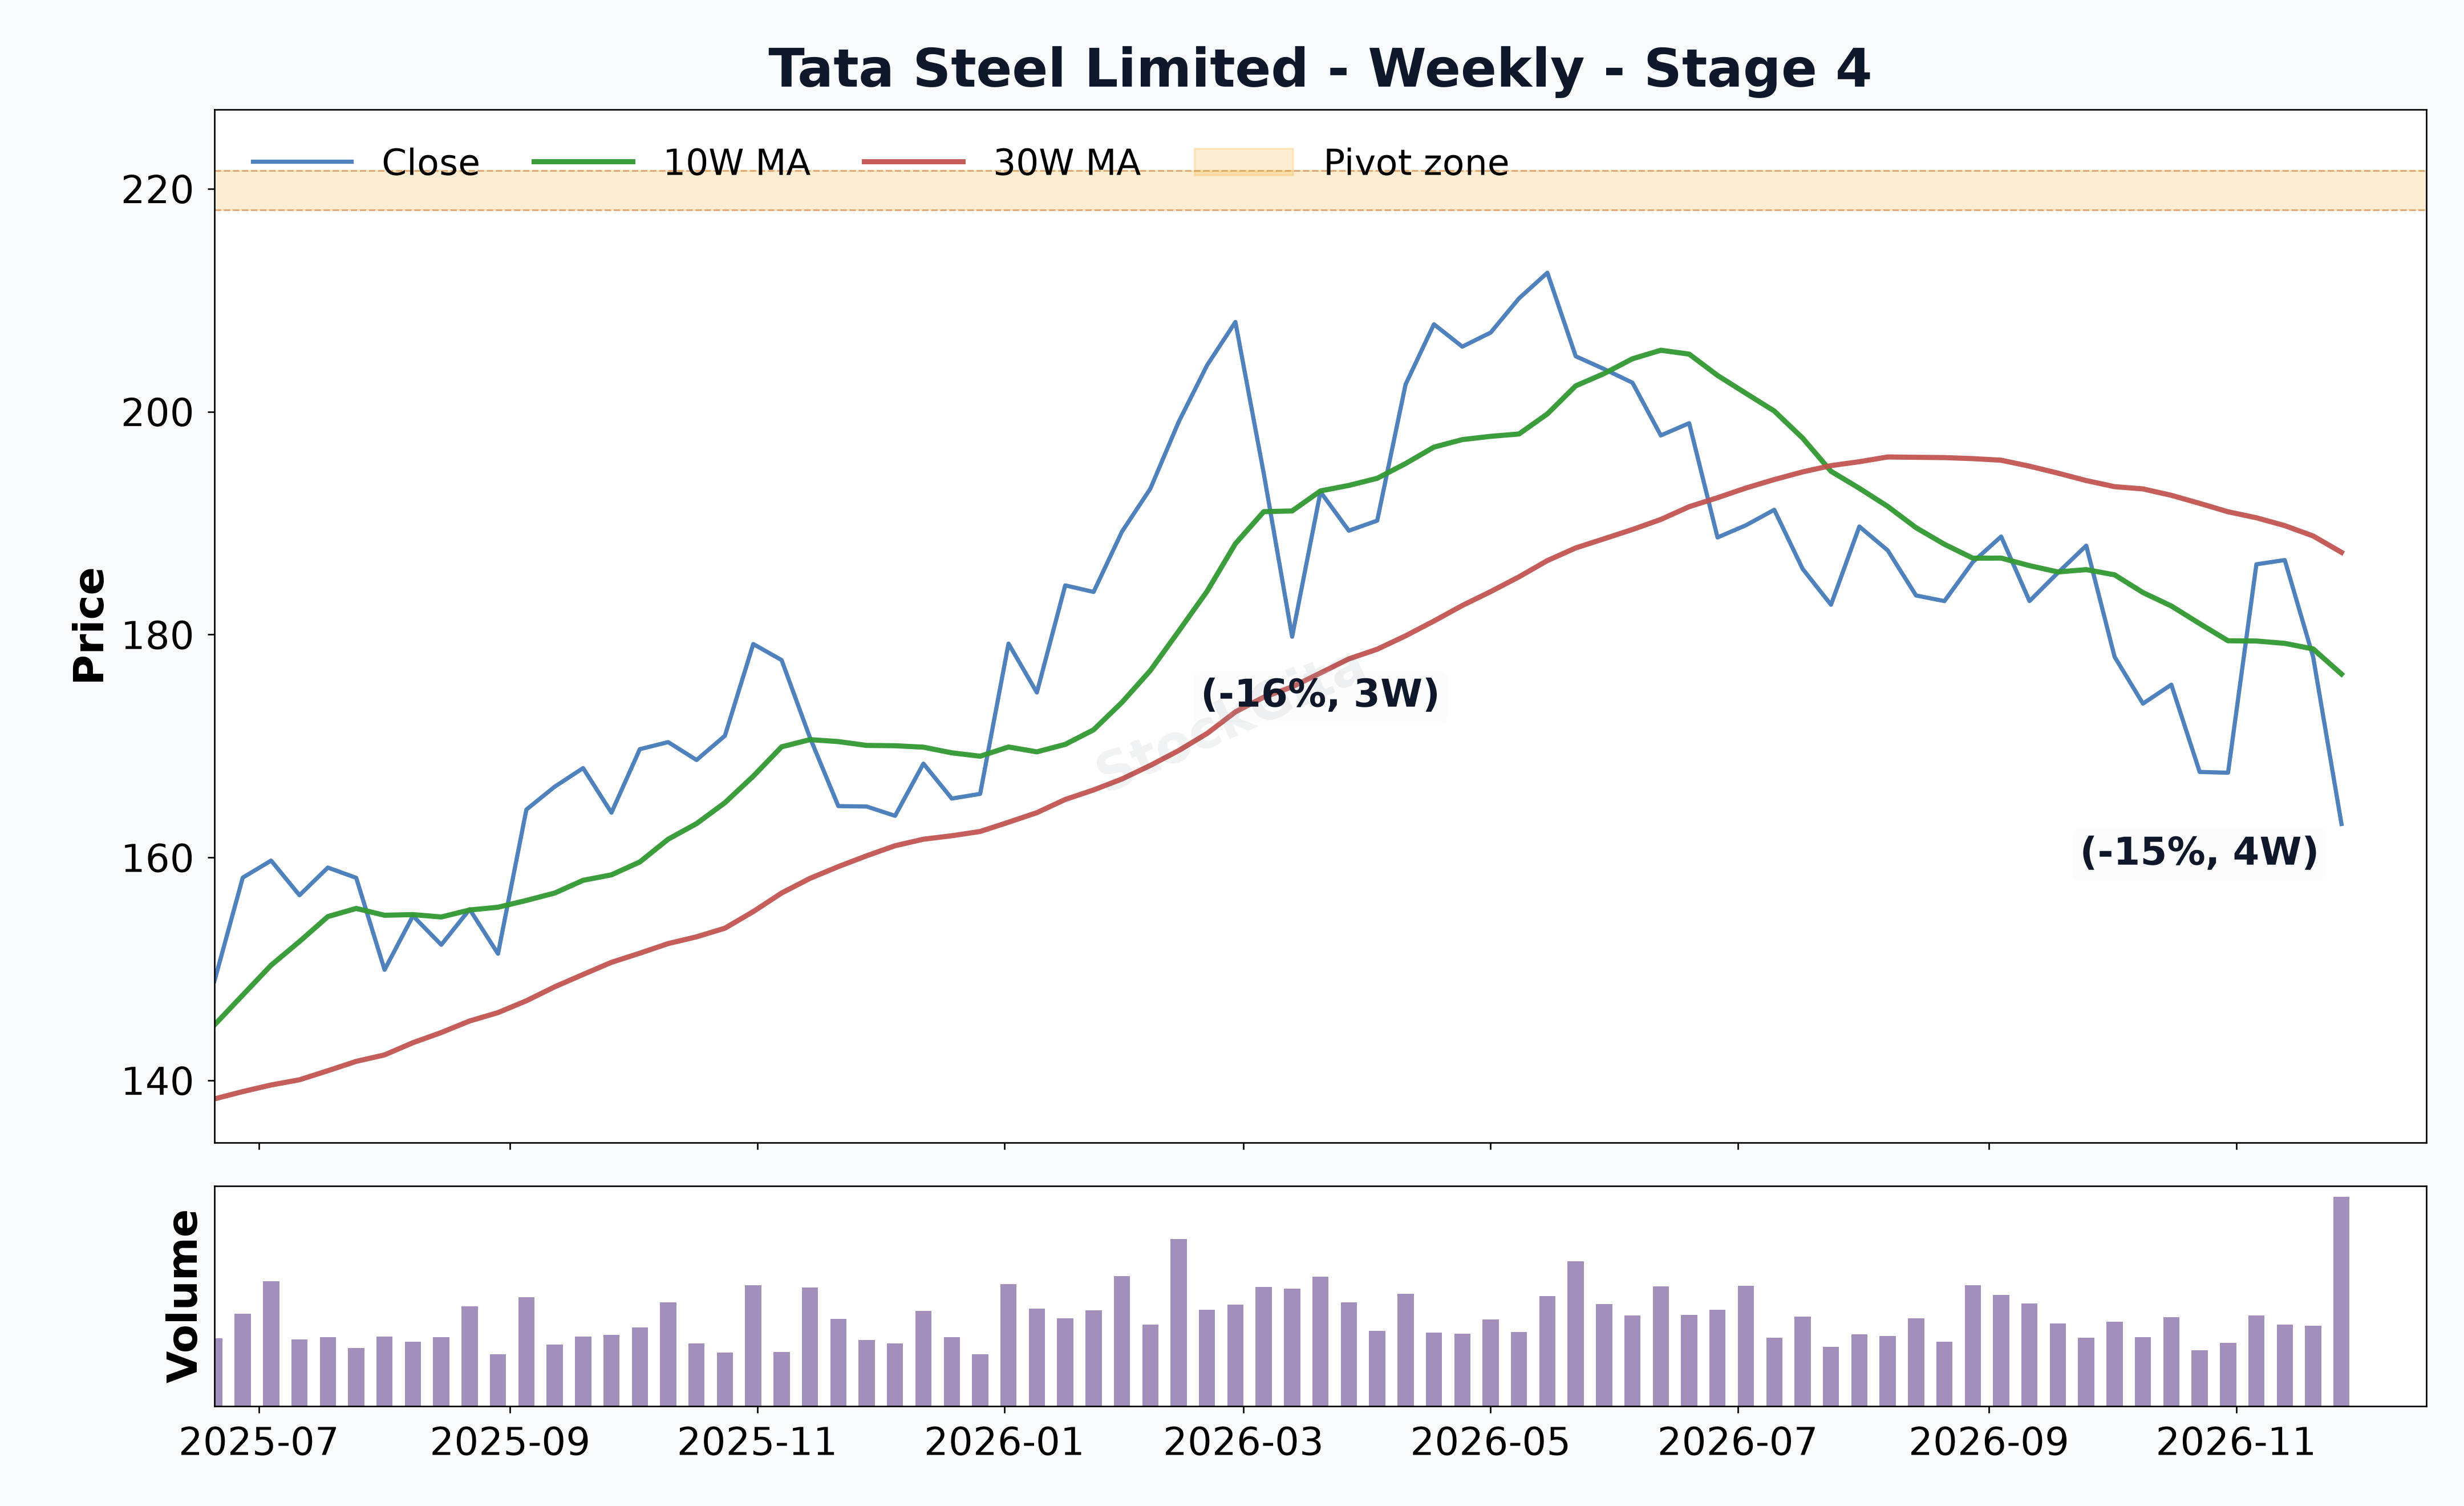 Tata Steel Limited - Weekly - Stage 4
Close 10W MA 30W MA Pivot zone
220
200
180
160
140
Price
(-16%, 3W)
(-15%, 4W)
Volume
2025-07 2025-09 2025-11 2026-01 2026-03 2026-05 2026-07 2026-09 2026-11